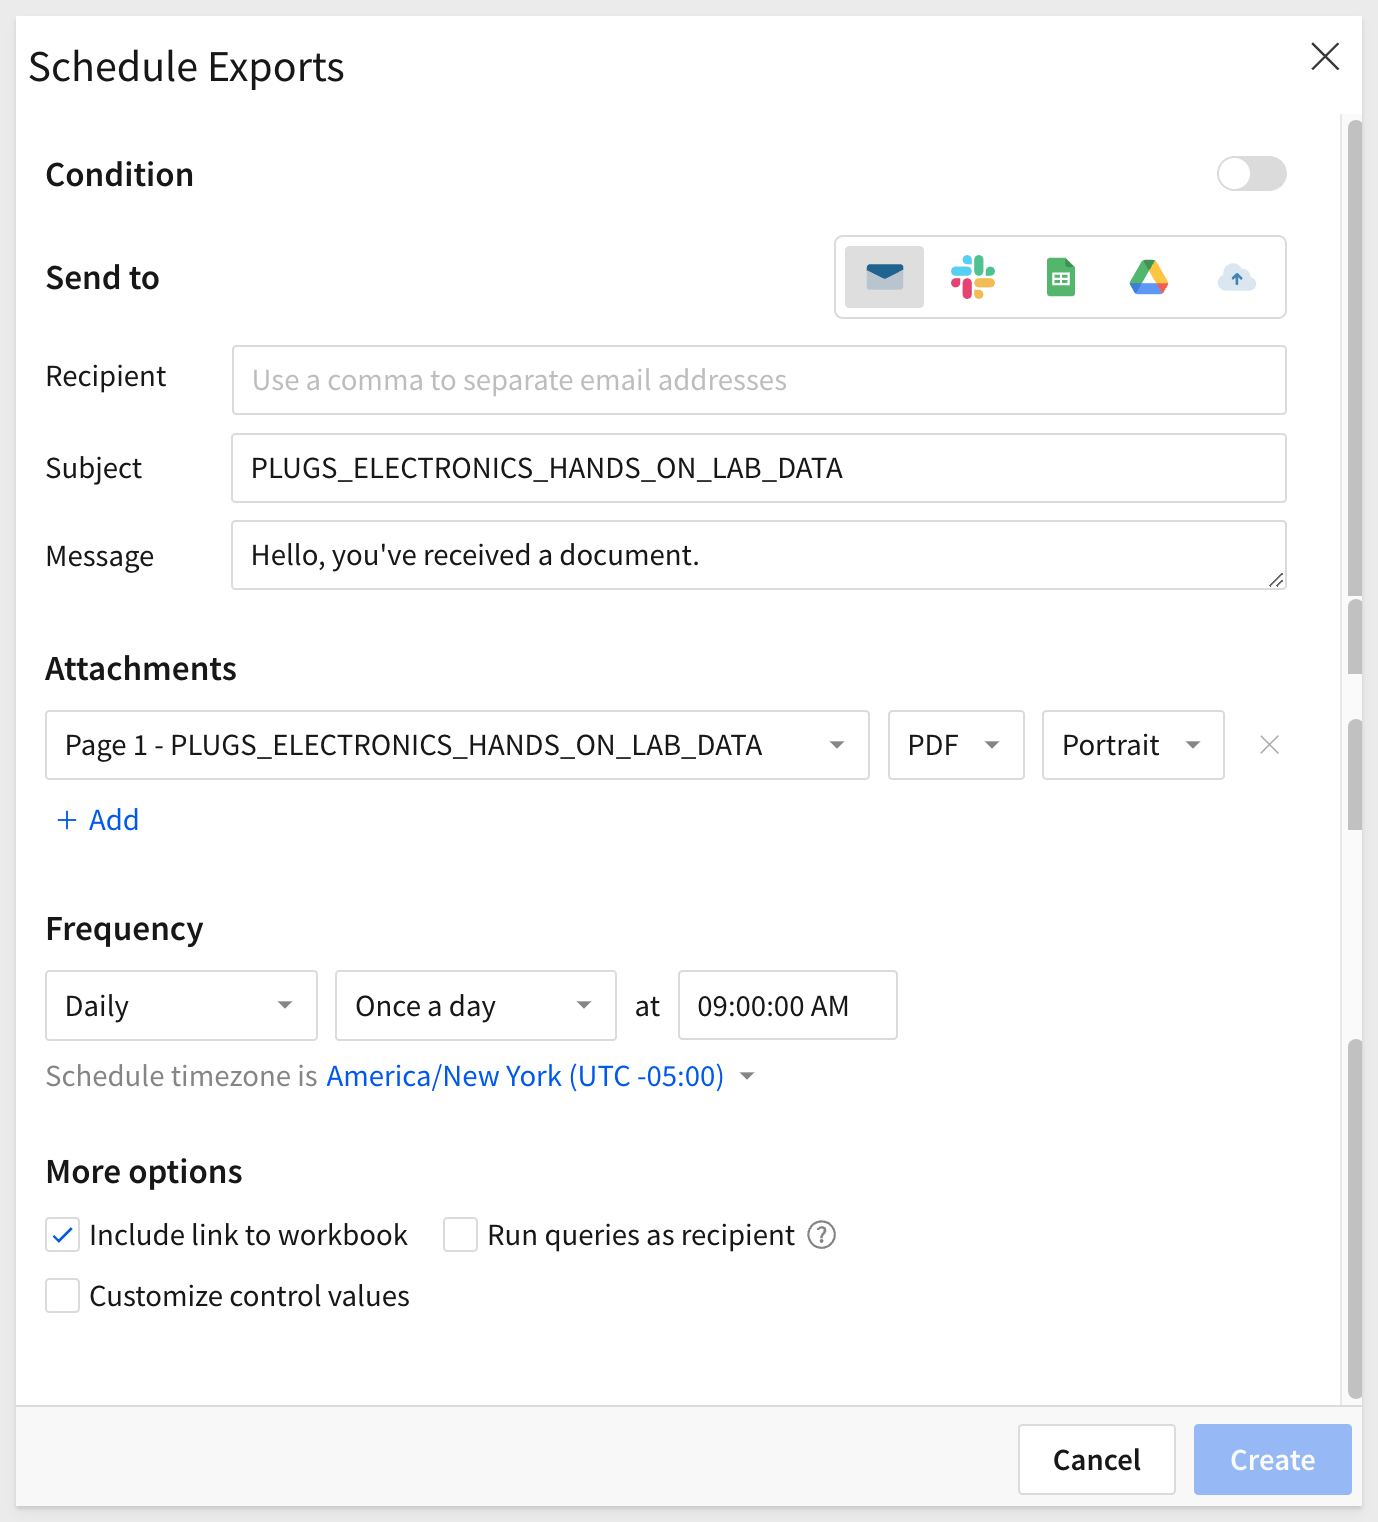 Schedule Exports
Condition
Send to
Recipient Use a comma to separate email addresses
Subject PLUGS_ELECTRONICS_HANDS_ON_LAB_DATA
Message Hello, you've received a document.
Attachments
Page 1 - PLUGS_ELECTRONICS_HANDS_ON_LAB_DATA PDF Portrait
+ Add
Frequency
Daily Once a day at 09:00:00 AM
Schedule timezone is America/New York (UTC -05:00)
More options
Include link to workbook Run queries as recipient ?
Customize control values
Cancel Create